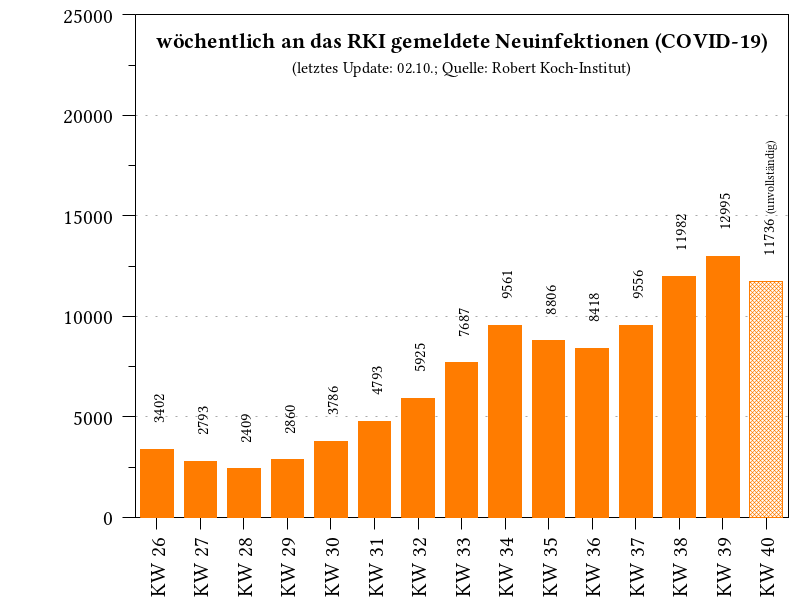 wöchentlich an das RKI gemeldete Neuinfektionen (COVID-19)
(letztes Update: 02.10.; Quelle: Robert Koch-Institut)
25000
20000
15000
10000
5000
0
3402
2793
2409
2860
3786
4793
5925
7687
9561
8806
8418
9556
11982
12995
11736 (unvollständig)
KW 26
KW 27
KW 28
KW 29
KW 30
KW 31
KW 32
KW 33
KW 34
KW 35
KW 36
KW 37
KW 38
KW 39
KW 40